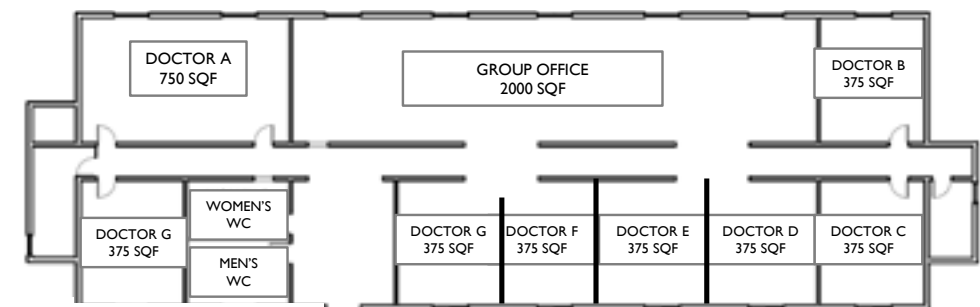 DOCTOR A
750 SQF
GROUP OFFICE
2000 SQF
DOCTOR B
375 SQF
WOMEN'S
WC
MEN'S
WC
DOCTOR G
375 SQF
DOCTOR G
375 SQF
DOCTOR F
375 SQF
DOCTOR E
375 SQF
DOCTOR D
375 SQF
DOCTOR C
375 SQF